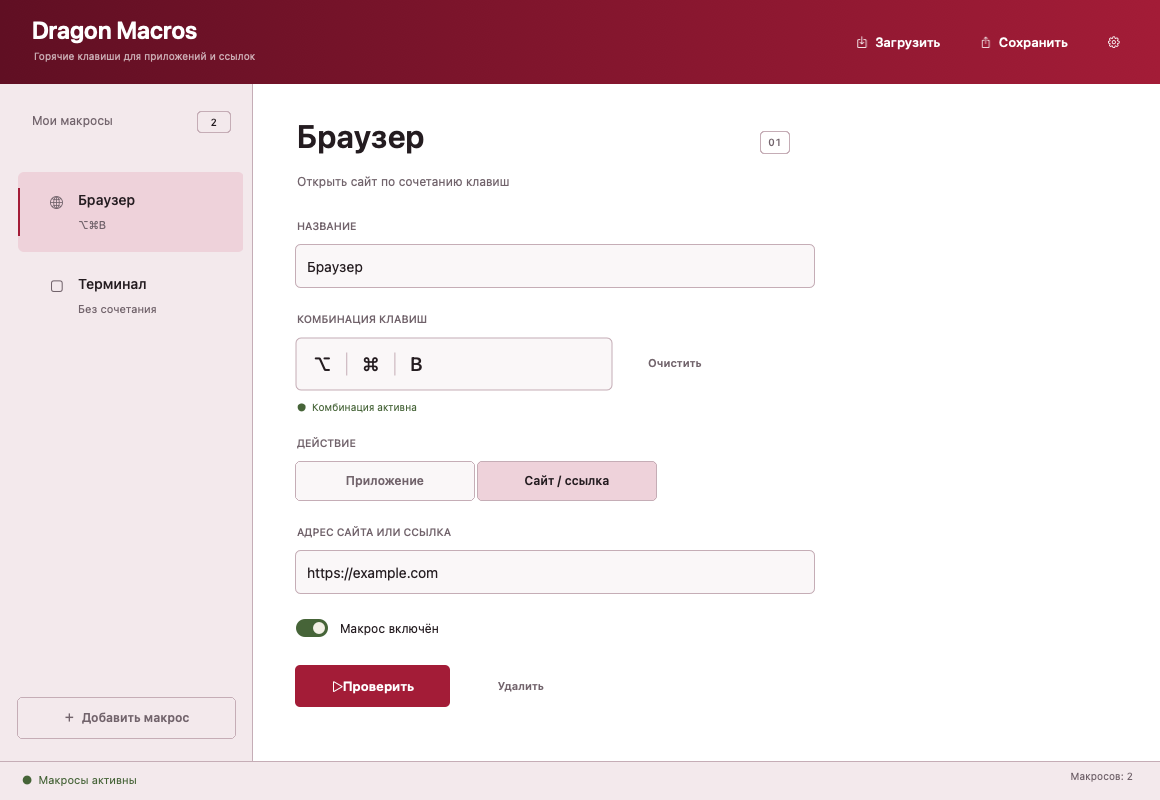 Dragon Macros
Горячие клавиши для приложений и ссылок
Загрузить
Сохранить
Мои макросы
2
Браузер
⌥⌘B
Терминал
Без сочетания
+ Добавить макрос
Браузер
01
Открыть сайт по сочетанию клавиш
НАЗВАНИЕ
Браузер
КОМБИНАЦИЯ КЛАВИШ
⌥ ⌘ B
Очистить
Комбинация активна
ДЕЙСТВИЕ
Приложение
Сайт / ссылка
АДРЕС САЙТА ИЛИ ССЫЛКА
https://example.com
Макрос включён
Проверить
Удалить
Макросы активны
Макросов: 2